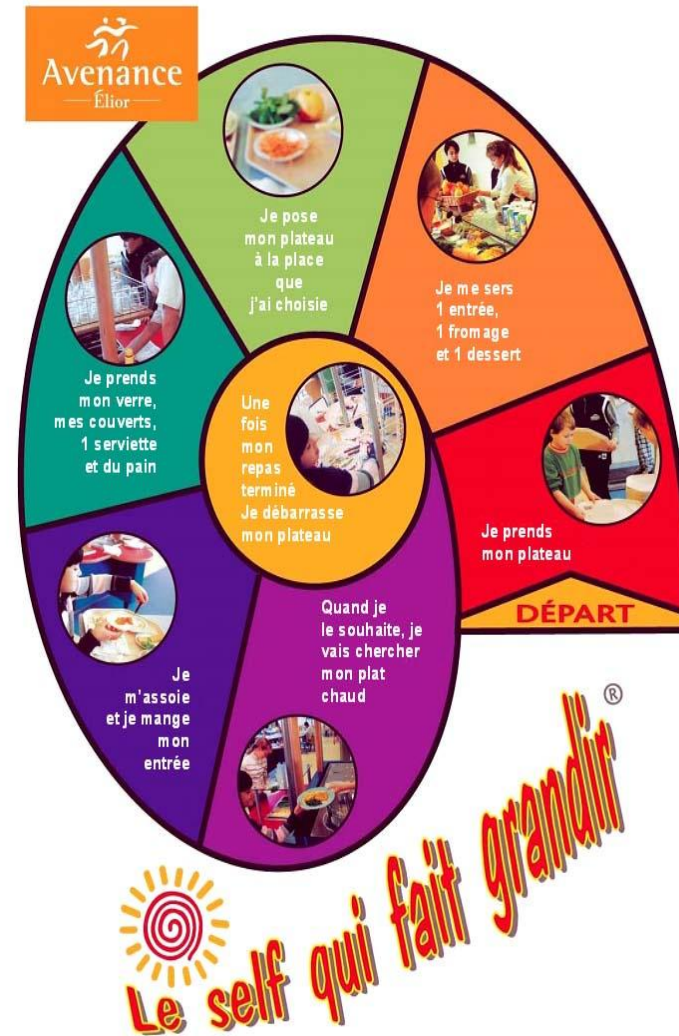 Avenance
Élior
DÉPART
Je prends
mon plateau
Je me sers
1 entrée,
1 fromage
et 1 dessert
Je pose
mon plateau
à la place
que
j'ai choisie
Je prends
mon verre,
mes couverts,
1 serviette
et du pain
Je
m'assoie
et je mange
mon
entrée
Quand je
le souhaite, je
vais chercher
mon plat
chaud
Une
fois
mon
repas
terminé
Je débarrasse
mon plateau
Le self qui fait grandir ®